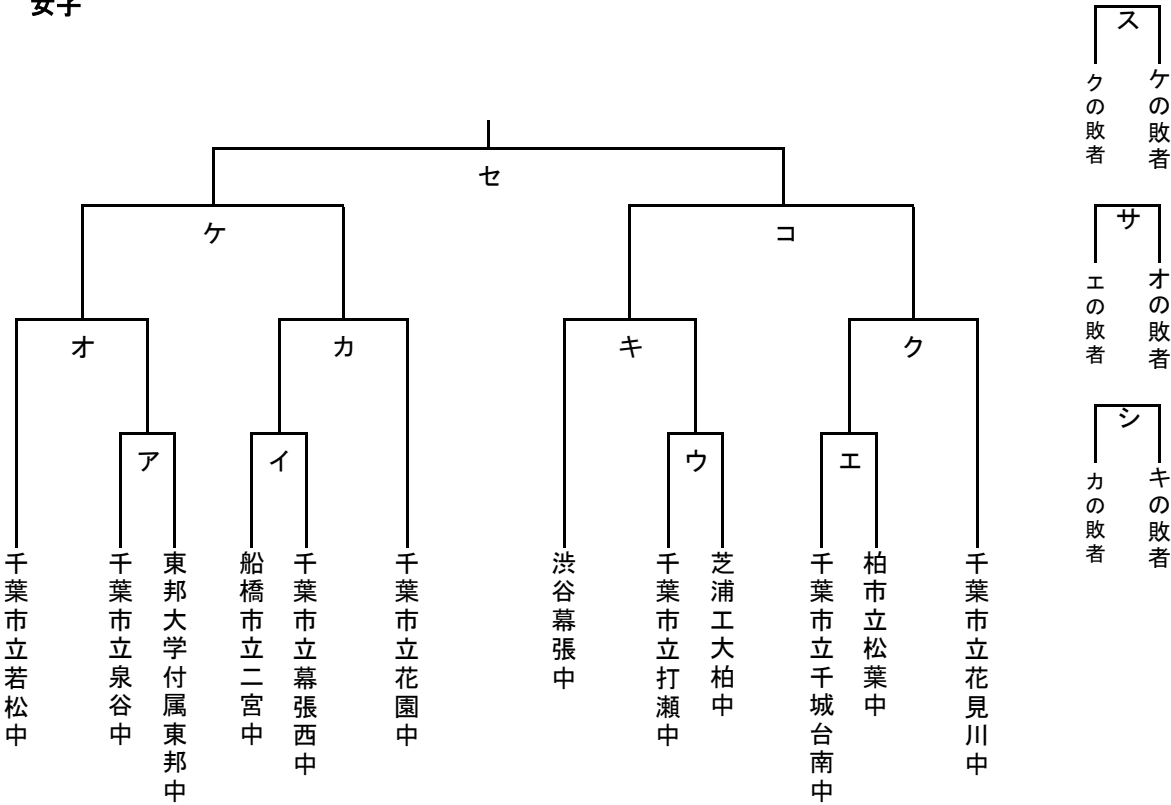 女子
セ
ケ
コ
オ
カ
キ
ク
ア
イ
ウ
エ
千葉市立若松中
千葉市立泉谷中
東邦大学付属東邦中
船橋市立二宮中
千葉市立幕張西中
千葉市立花園中
渋谷幕張中
千葉市立打瀬中
芝浦工大柏中
千葉市立千城台南中
柏市立松葉中
千葉市立花見川中
ス
クの敗者
ケの敗者
サ
エの敗者
オの敗者
シ
カの敗者
キの敗者